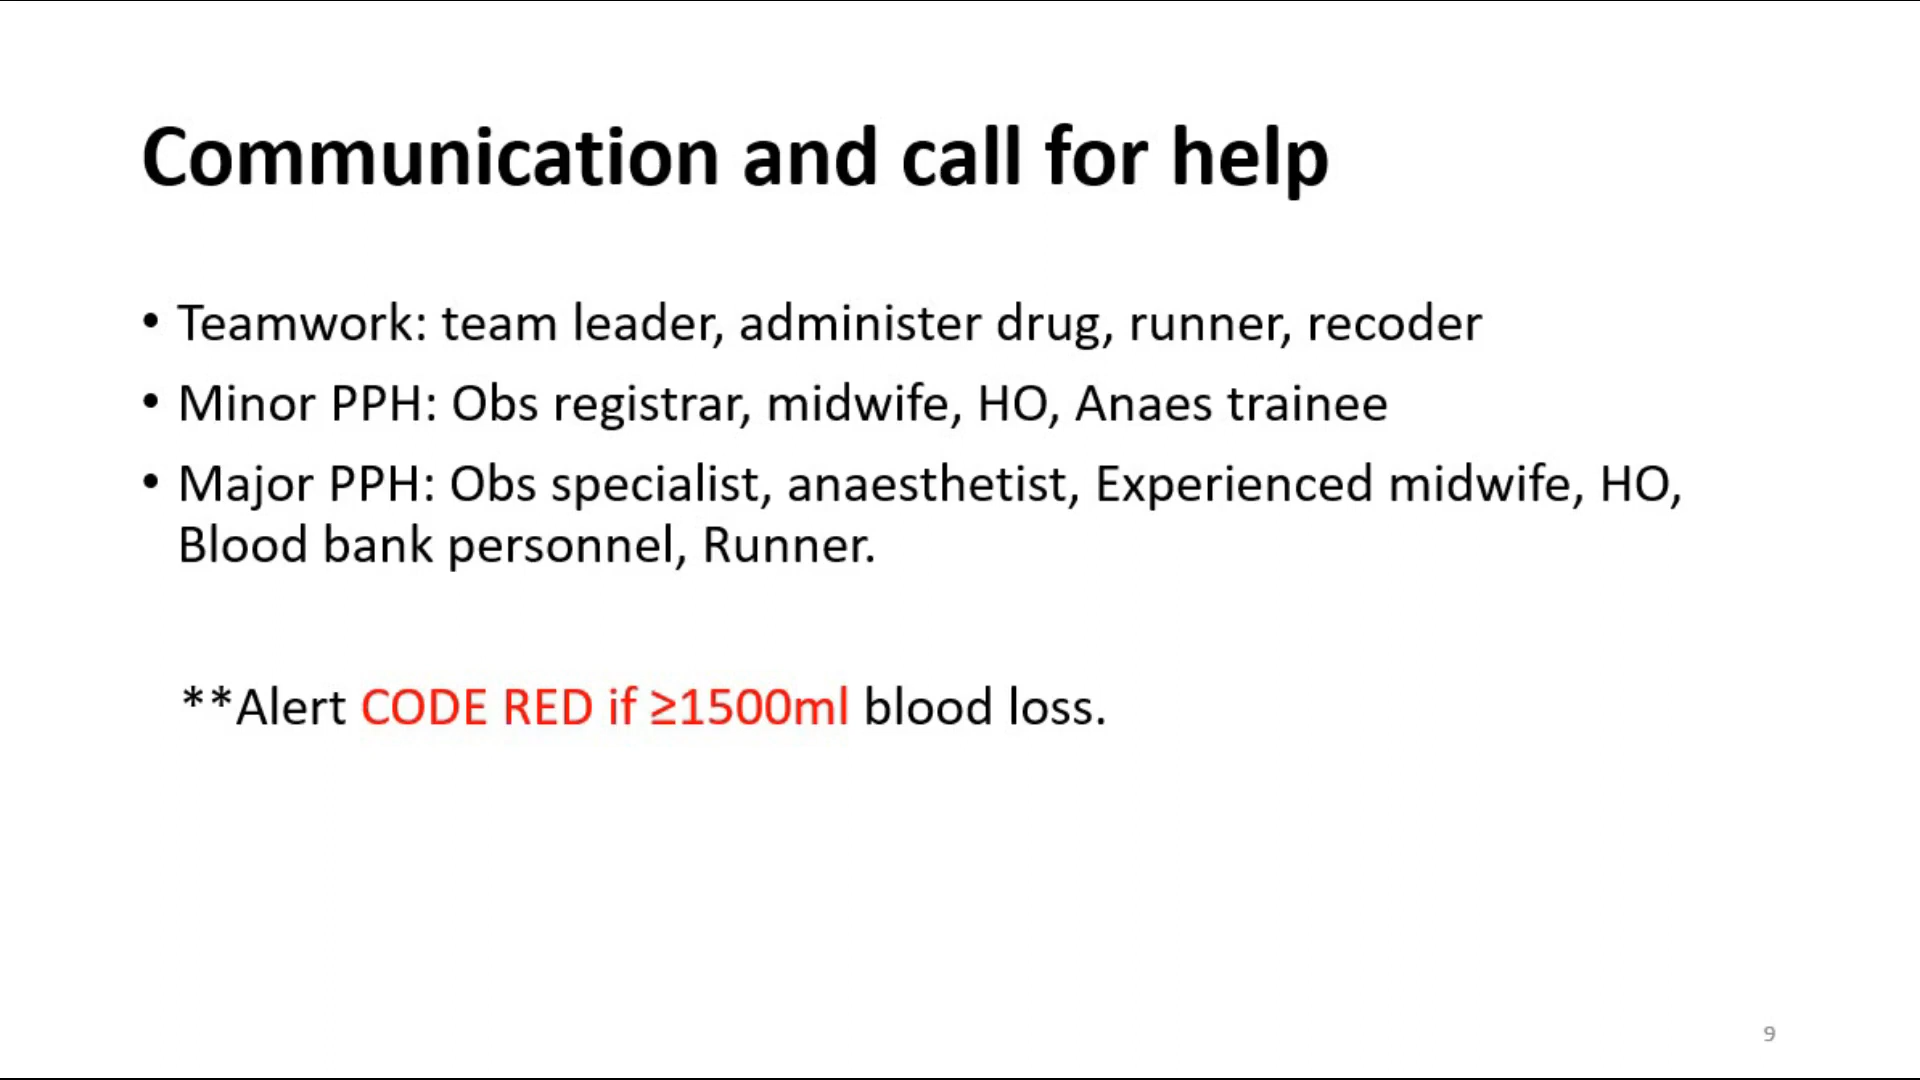 Communication and call for help
• Teamwork: team leader, administer drug, runner, recoder
• Minor PPH: Obs registrar, midwife, HO, Anaes trainee
• Major PPH: Obs specialist, anaesthetist, Experienced midwife, HO,
Blood bank personnel, Runner.
**Alert CODE RED if ≥1500ml blood loss.
9